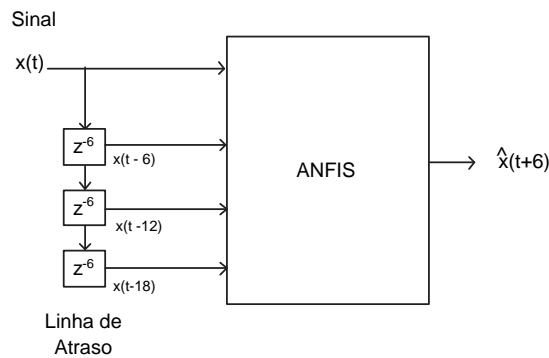 Sinal
x(t)
z⁻⁶
x(t - 6)
z⁻⁶
x(t -12)
z⁻⁶
x(t-18)
ANFIS
x̂(t+6)
Linha de
Atraso